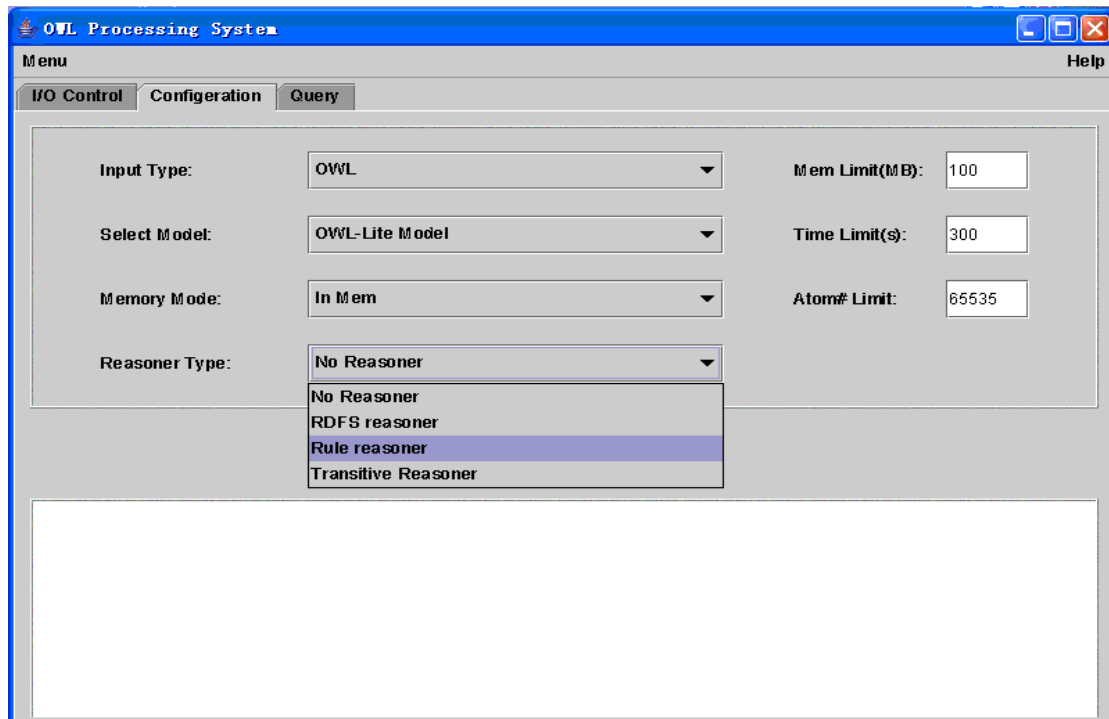 OWL Processing System
Menu Help
I/O Control Configeration Query
Input Type: OWL Mem Limit(MB): 100
Select Model: OWL-Lite Model Time Limit(s): 300
Memory Mode: In Mem Atom# Limit: 65535
Reasoner Type: No Reasoner
No Reasoner
RDFS reasoner
Rule reasoner
Transitive Reasoner